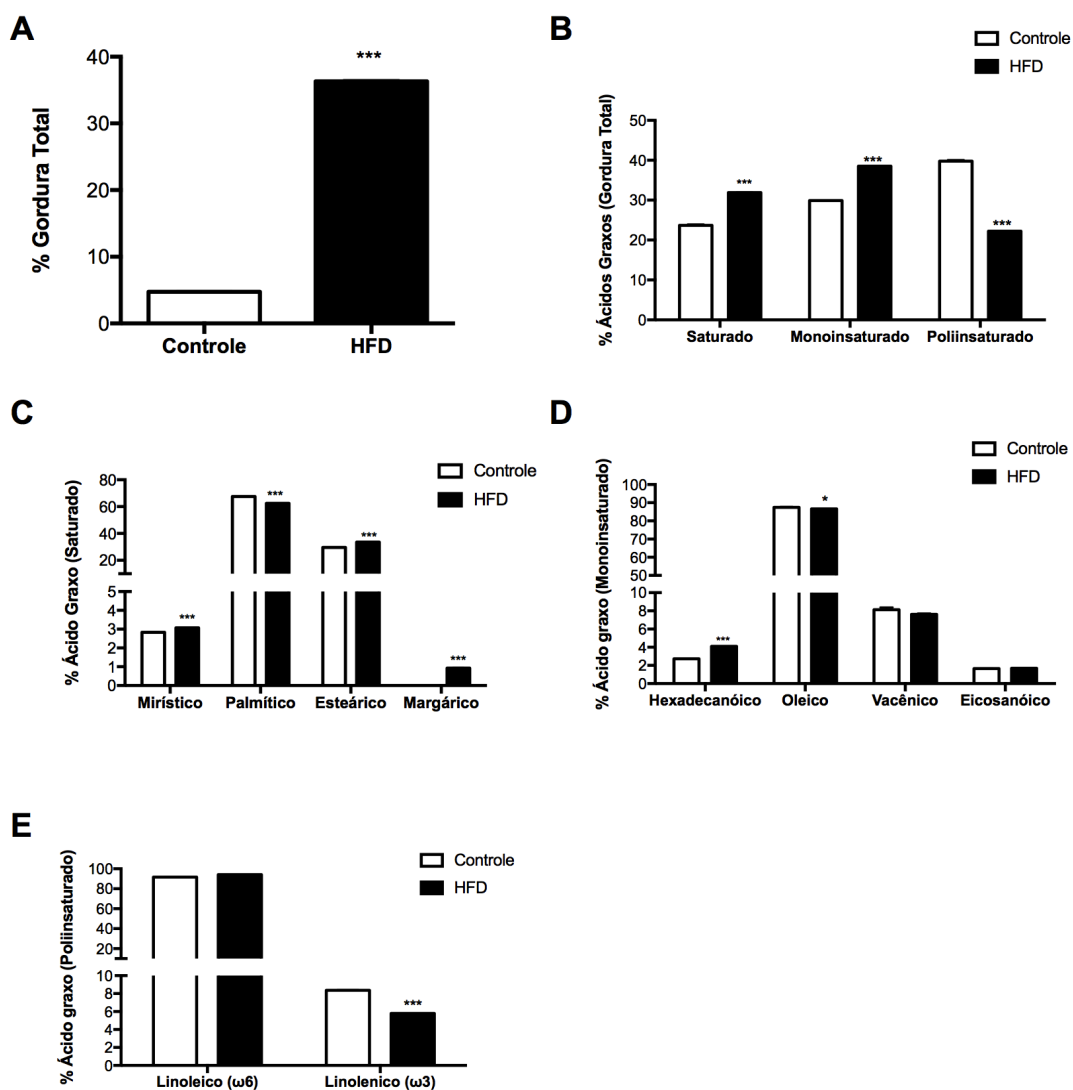 A
% Gordura Total
40
***
30
20
10
0
Controle
HFD
B
Controle
HFD
% Ácidos Graxos (Gordura Total)
50
40
30
20
10
0
***
***
***
Saturado
Monoinsaturado
Poliinsaturado
C
Controle
HFD
% Ácido Graxo (Saturado)
80
60
40
20
5
4
3
2
1
0
***
***
***
***
Mirístico
Palmítico
Esteárico
Margárico
D
Controle
HFD
% Ácido graxo (Monoinsaturado)
100
90
80
70
60
50
10
8
6
4
2
0
***
*
Hexadecanóico
Oleico
Vacênico
Eicosanóico
E
Controle
HFD
% Ácido graxo (Poliinsaturado)
100
80
60
40
20
10
8
6
4
2
0
***
Linoleico (ω6)
Linolenico (ω3)